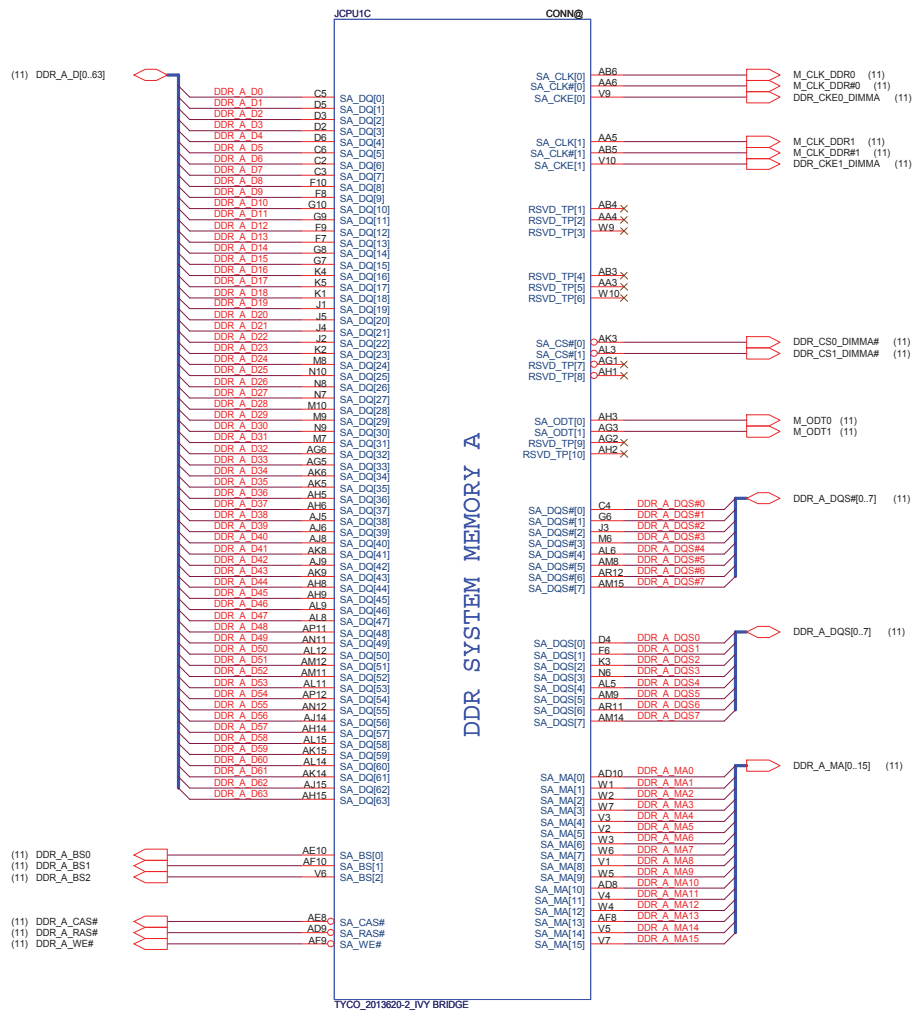 JCPU1C CONN@
(11) DDR_A_D[0..63]
DDR_A_D0 C5 SA_DQ[0]
DDR_A_D1 D5 SA_DQ[1]
DDR_A_D2 D3 SA_DQ[2]
DDR_A_D3 D2 SA_DQ[3]
DDR_A_D4 D6 SA_DQ[4]
DDR_A_D5 C6 SA_DQ[5]
DDR_A_D6 C2 SA_DQ[6]
DDR_A_D7 C3 SA_DQ[7]
DDR_A_D8 F10 SA_DQ[8]
DDR_A_D9 F8 SA_DQ[9]
DDR_A_D10 G10 SA_DQ[10]
DDR_A_D11 G9 SA_DQ[11]
DDR_A_D12 F9 SA_DQ[12]
DDR_A_D13 F7 SA_DQ[13]
DDR_A_D14 G8 SA_DQ[14]
DDR_A_D15 G7 SA_DQ[15]
DDR_A_D16 K4 SA_DQ[16]
DDR_A_D17 K5 SA_DQ[17]
DDR_A_D18 K1 SA_DQ[18]
DDR_A_D19 J1 SA_DQ[19]
DDR_A_D20 J5 SA_DQ[20]
DDR_A_D21 J4 SA_DQ[21]
DDR_A_D22 J2 SA_DQ[22]
DDR_A_D23 K2 SA_DQ[23]
DDR_A_D24 M8 SA_DQ[24]
DDR_A_D25 N10 SA_DQ[25]
DDR_A_D26 N8 SA_DQ[26]
DDR_A_D27 N7 SA_DQ[27]
DDR_A_D28 M10 SA_DQ[28]
DDR_A_D29 M9 SA_DQ[29]
DDR_A_D30 N9 SA_DQ[30]
DDR_A_D31 M7 SA_DQ[31]
DDR_A_D32 AG6 SA_DQ[32]
DDR_A_D33 AG5 SA_DQ[33]
DDR_A_D34 AK6 SA_DQ[34]
DDR_A_D35 AK5 SA_DQ[35]
DDR_A_D36 AH5 SA_DQ[36]
DDR_A_D37 AH6 SA_DQ[37]
DDR_A_D38 AJ5 SA_DQ[38]
DDR_A_D39 AJ6 SA_DQ[39]
DDR_A_D40 AJ8 SA_DQ[40]
DDR_A_D41 AK8 SA_DQ[41]
DDR_A_D42 AJ9 SA_DQ[42]
DDR_A_D43 AK9 SA_DQ[43]
DDR_A_D44 AH8 SA_DQ[44]
DDR_A_D45 AH9 SA_DQ[45]
DDR_A_D46 AL9 SA_DQ[46]
DDR_A_D47 AL8 SA_DQ[47]
DDR_A_D48 AP11 SA_DQ[48]
DDR_A_D49 AN11 SA_DQ[49]
DDR_A_D50 AL12 SA_DQ[50]
DDR_A_D51 AM12 SA_DQ[51]
DDR_A_D52 AM11 SA_DQ[52]
DDR_A_D53 AL11 SA_DQ[53]
DDR_A_D54 AP12 SA_DQ[54]
DDR_A_D55 AN12 SA_DQ[55]
DDR_A_D56 AJ14 SA_DQ[56]
DDR_A_D57 AH14 SA_DQ[57]
DDR_A_D58 AL15 SA_DQ[58]
DDR_A_D59 AK15 SA_DQ[59]
DDR_A_D60 AL14 SA_DQ[60]
DDR_A_D61 AK14 SA_DQ[61]
DDR_A_D62 AJ15 SA_DQ[62]
DDR_A_D63 AH15 SA_DQ[63]
(11) DDR_A_BS0 AE10 SA_BS[0]
(11) DDR_A_BS1 AF10 SA_BS[1]
(11) DDR_A_BS2 V6 SA_BS[2]
(11) DDR_A_CAS# AE8 SA_CAS#
(11) DDR_A_RAS# AD9 SA_RAS#
(11) DDR_A_WE# AF9 SA_WE#
DDR SYSTEM MEMORY A
SA_CLK[0] AB6 M_CLK_DDR0 (11)
SA_CLK#[0] AA6 M_CLK_DDR#0 (11)
SA_CKE[0] V9 DDR_CKE0_DIMMA (11)
SA_CLK[1] AA5 M_CLK_DDR1 (11)
SA_CLK#[1] AB5 M_CLK_DDR#1 (11)
SA_CKE[1] V10 DDR_CKE1_DIMMA (11)
RSVD_TP[1] AB4
RSVD_TP[2] AA4
RSVD_TP[3] W9
RSVD_TP[4] AB3
RSVD_TP[5] AA3
RSVD_TP[6] W10
SA_CS#[0] AK3 DDR_CS0_DIMMA# (11)
SA_CS#[1] AL3 DDR_CS1_DIMMA# (11)
RSVD_TP[7] AG1
RSVD_TP[8] AH1
SA_ODT[0] AH3 M_ODT0 (11)
SA_ODT[1] AG3 M_ODT1 (11)
RSVD_TP[9] AG2
RSVD_TP[10] AH2
DDR_A_DQS#[0..7] (11)
SA_DQS#[0] C4 DDR_A_DQS#0
SA_DQS#[1] G6 DDR_A_DQS#1
SA_DQS#[2] J3 DDR_A_DQS#2
SA_DQS#[3] M6 DDR_A_DQS#3
SA_DQS#[4] AL6 DDR_A_DQS#4
SA_DQS#[5] AM8 DDR_A_DQS#5
SA_DQS#[6] AR12 DDR_A_DQS#6
SA_DQS#[7] AM15 DDR_A_DQS#7
DDR_A_DQS[0..7] (11)
SA_DQS[0] D4 DDR_A_DQS0
SA_DQS[1] F6 DDR_A_DQS1
SA_DQS[2] K3 DDR_A_DQS2
SA_DQS[3] N6 DDR_A_DQS3
SA_DQS[4] AL5 DDR_A_DQS4
SA_DQS[5] AM9 DDR_A_DQS5
SA_DQS[6] AR11 DDR_A_DQS6
SA_DQS[7] AM14 DDR_A_DQS7
DDR_A_MA[0..15] (11)
SA_MA[0] AD10 DDR_A_MA0
SA_MA[1] W1 DDR_A_MA1
SA_MA[2] W2 DDR_A_MA2
SA_MA[3] W7 DDR_A_MA3
SA_MA[4] V3 DDR_A_MA4
SA_MA[5] V2 DDR_A_MA5
SA_MA[6] W3 DDR_A_MA6
SA_MA[7] W6 DDR_A_MA7
SA_MA[8] V1 DDR_A_MA8
SA_MA[9] W5 DDR_A_MA9
SA_MA[10] AD8 DDR_A_MA10
SA_MA[11] V4 DDR_A_MA11
SA_MA[12] W4 DDR_A_MA12
SA_MA[13] AF8 DDR_A_MA13
SA_MA[14] V5 DDR_A_MA14
SA_MA[15] V7 DDR_A_MA15
TYCO_2013620-2_IVY BRIDGE